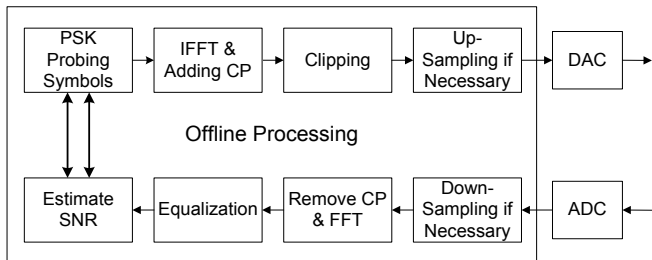 PSK
Probing
Symbols
IFFT &
Adding CP
Clipping
Up-
Sampling if
Necessary
DAC
Offline Processing
Estimate
SNR
Equalization
Remove CP
& FFT
Down-
Sampling if
Necessary
ADC